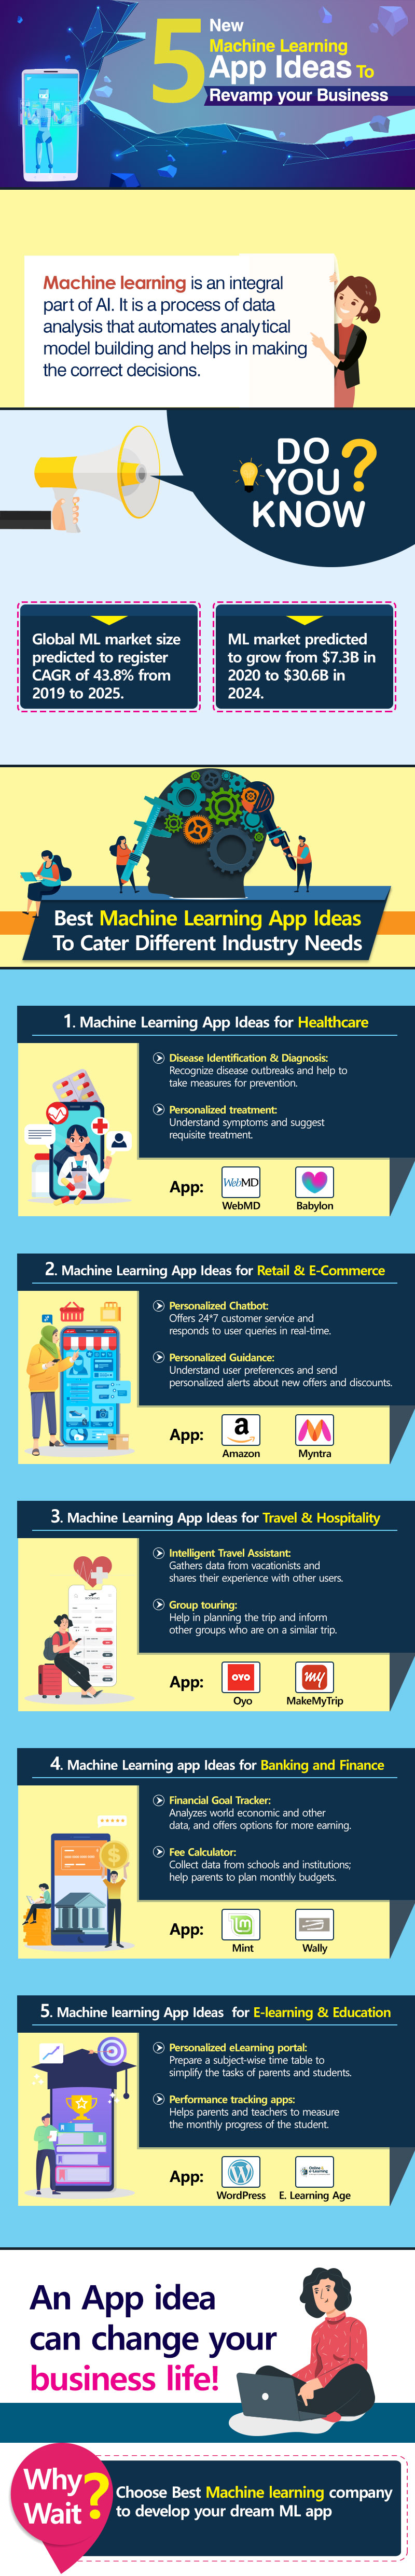 5
New
Machine Learning
App Ideas To
Revamp your Business
Machine learning is an integral
part of AI. It is a process of data
analysis that automates analytical
model building and helps in making
the correct decisions.
DO
YOU ?
KNOW
Global ML market size
predicted to register
CAGR of 43.8% from
2019 to 2025.
ML market predicted
to grow from $7.3B in
2020 to $30.6B in
2024.
Best Machine Learning App Ideas
To Cater Different Industry Needs
1. Machine Learning App Ideas for Healthcare
Disease Identification & Diagnosis:
Recognize disease outbreaks and help to
take measures for prevention.
Personalized treatment:
Understand symptoms and suggest
requisite treatment.
App:
WebMD
WebMD
Babylon
2. Machine Learning App Ideas for Retail & E-Commerce
Personalized Chatbot:
Offers 24*7 customer service and
responds to user queries in real-time.
Personalized Guidance:
Understand user preferences and send
personalized alerts about new offers and discounts.
App:
a
Amazon
Myntra
3. Machine Learning App Ideas for Travel & Hospitality
Intelligent Travel Assistant:
Gathers data from vacationists and
shares their experience with other users.
Group touring:
Help in planning the trip and inform
other groups who are on a similar trip.
App:
OYO
my
Oyo
MakeMyTrip
4. Machine Learning app Ideas for Banking and Finance
Financial Goal Tracker:
Analyzes world economic and other
data, and offers options for more earning.
Fee Calculator:
Collect data from schools and institutions;
help parents to plan monthly budgets.
App:
Mint
Wally
5. Machine learning App Ideas for E-learning & Education
Personalized eLearning portal:
Prepare a subject-wise time table to
simplify the tasks of parents and students.
Performance tracking apps:
Helps parents and teachers to measure
the monthly progress of the student.
App:
WordPress
E. Learning Age
An App idea
can change your
business life!
Why
Wait ?
Choose Best Machine learning company
to develop your dream ML app